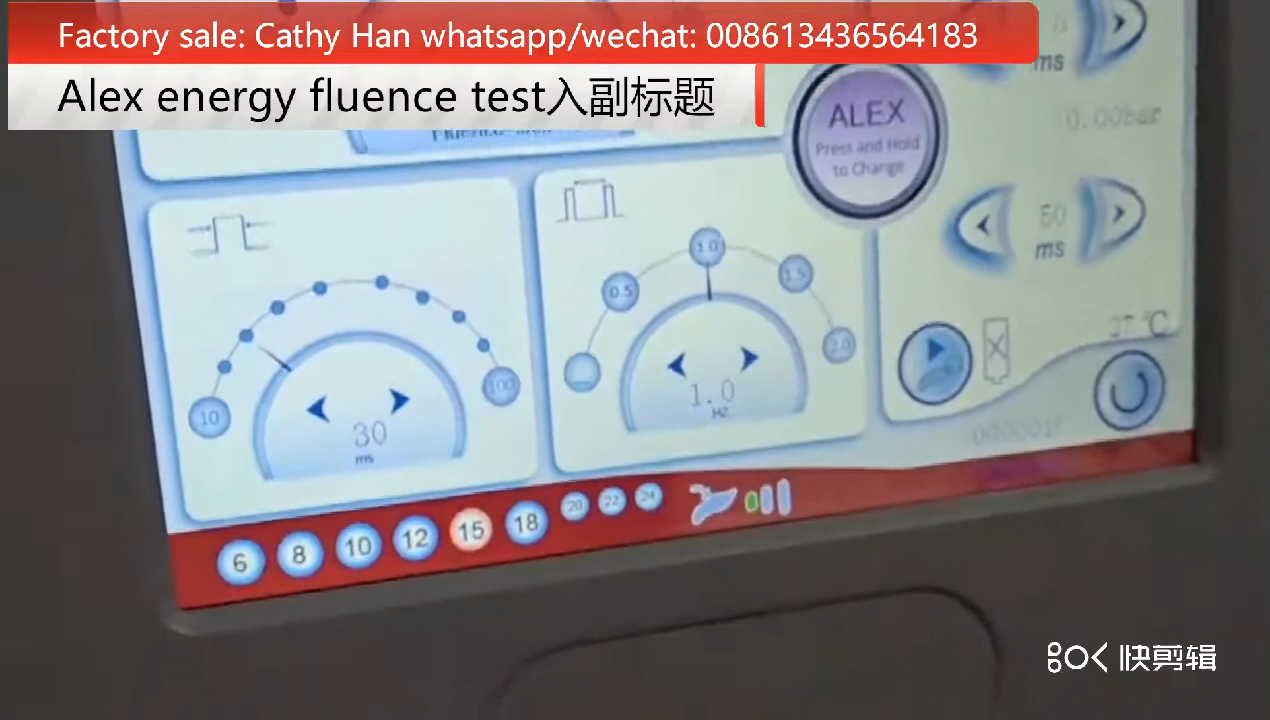 Factory sale: Cathy Han whatsapp/wechat: 008613436564183
Alex energy fluence test入副标题
ms
ALEX
Press and Hold
to Change
0.00bar
50
ms
0.5
1.0
1.5
2.0
10
100
30
ms
1.0
Hz
°C
6 8 10 12 15 18 20 22 24
快剪辑